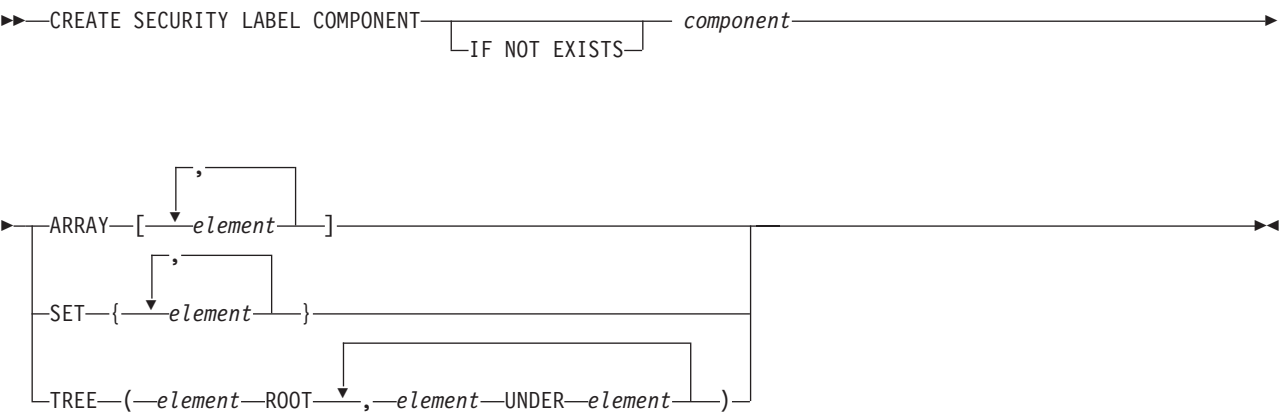 CREATE SECURITY LABEL COMPONENT component
IF NOT EXISTS
,
ARRAY [ element ]
,
SET { element }
TREE ( element ROOT , element UNDER element )